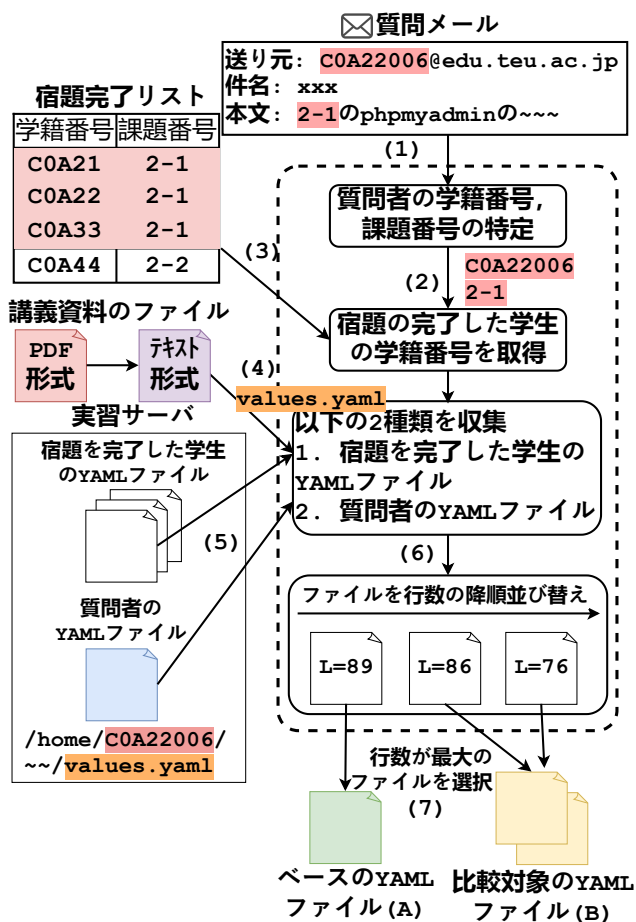 質問メール
送り元: C0A22006@edu.teu.ac.jp
件名: xxx
本文: 2-1のphpmyadminの~~~
宿題完了リスト
学籍番号 課題番号
C0A21 2-1
C0A22 2-1
C0A33 2-1
C0A44 2-2
(1)
質問者の学籍番号,
課題番号の特定
(2)
C0A22006
2-1
(3)
宿題の完了した学生
の学籍番号を取得
講義資料のファイル
PDF
形式
テキスト
形式
(4)
values.yaml
以下の2種類を収集
1. 宿題を完了した学生の
YAMLファイル
2. 質問者のYAMLファイル
実習サーバ
宿題を完了した学生
のYAMLファイル
(5)
質問者の
YAMLファイル
/home/C0A22006/
~~/values.yaml
(6)
ファイルを行数の降順並び替え
L=89
L=86
L=76
行数が最大の
ファイルを選択
(7)
ベースのYAML
ファイル(A)
比較対象のYAML
ファイル(B)